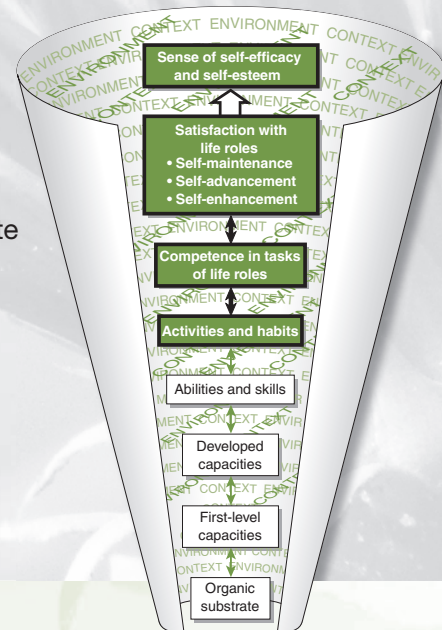 ENVIRONMENT CONTEXT ENVIRONMENT CONTEXT
Sense of self-efficacy
and self-esteem
Satisfaction with
life roles
• Self-maintenance
• Self-advancement
• Self-enhancement
te
Competence in tasks
of life roles
Activities and habits
Abilities and skills
Developed
capacities
CONTEXT
First-level
capacities
Organic
substrate